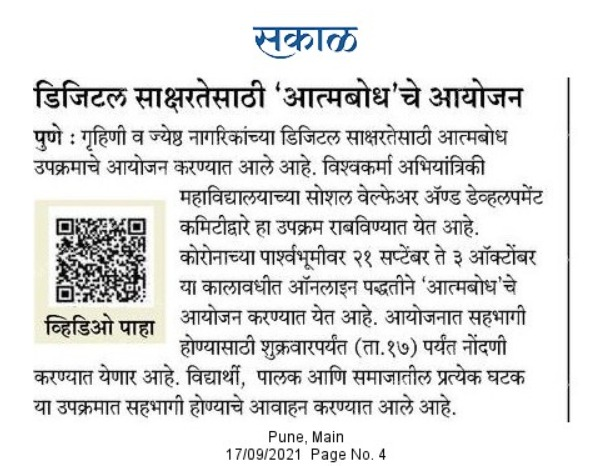 सकाळ
डिजिटल साक्षरतेसाठी ‘आत्मबोध’चे आयोजन
पुणे : गृहिणी व ज्येष्ठ नागरिकांच्या डिजिटल साक्षरतेसाठी आत्मबोध
उपक्रमाचे आयोजन करण्यात आले आहे. विश्वकर्मा अभियांत्रिकी
महाविद्यालयाच्या सोशल वेल्फेअर ॲण्ड डेव्हलपमेंट
कमिटीद्वारे हा उपक्रम राबविण्यात येत आहे.
कोरोनाच्या पार्श्वभूमीवर २१ सप्टेंबर ते ३ ऑक्टोंबर
या कालावधीत ऑनलाइन पद्धतीने ‘आत्मबोध’चे
आयोजन करण्यात येत आहे. आयोजनात सहभागी
होण्यासाठी शुक्रवारपर्यंत (ता.१७) पर्यंत नोंदणी
करण्यात येणार आहे. विद्यार्थी, पालक आणि समाजातील प्रत्येक घटक
या उपक्रमात सहभागी होण्याचे आवाहन करण्यात आले आहे.
व्हिडिओ पाहा
Pune, Main
17/09/2021 Page No. 4